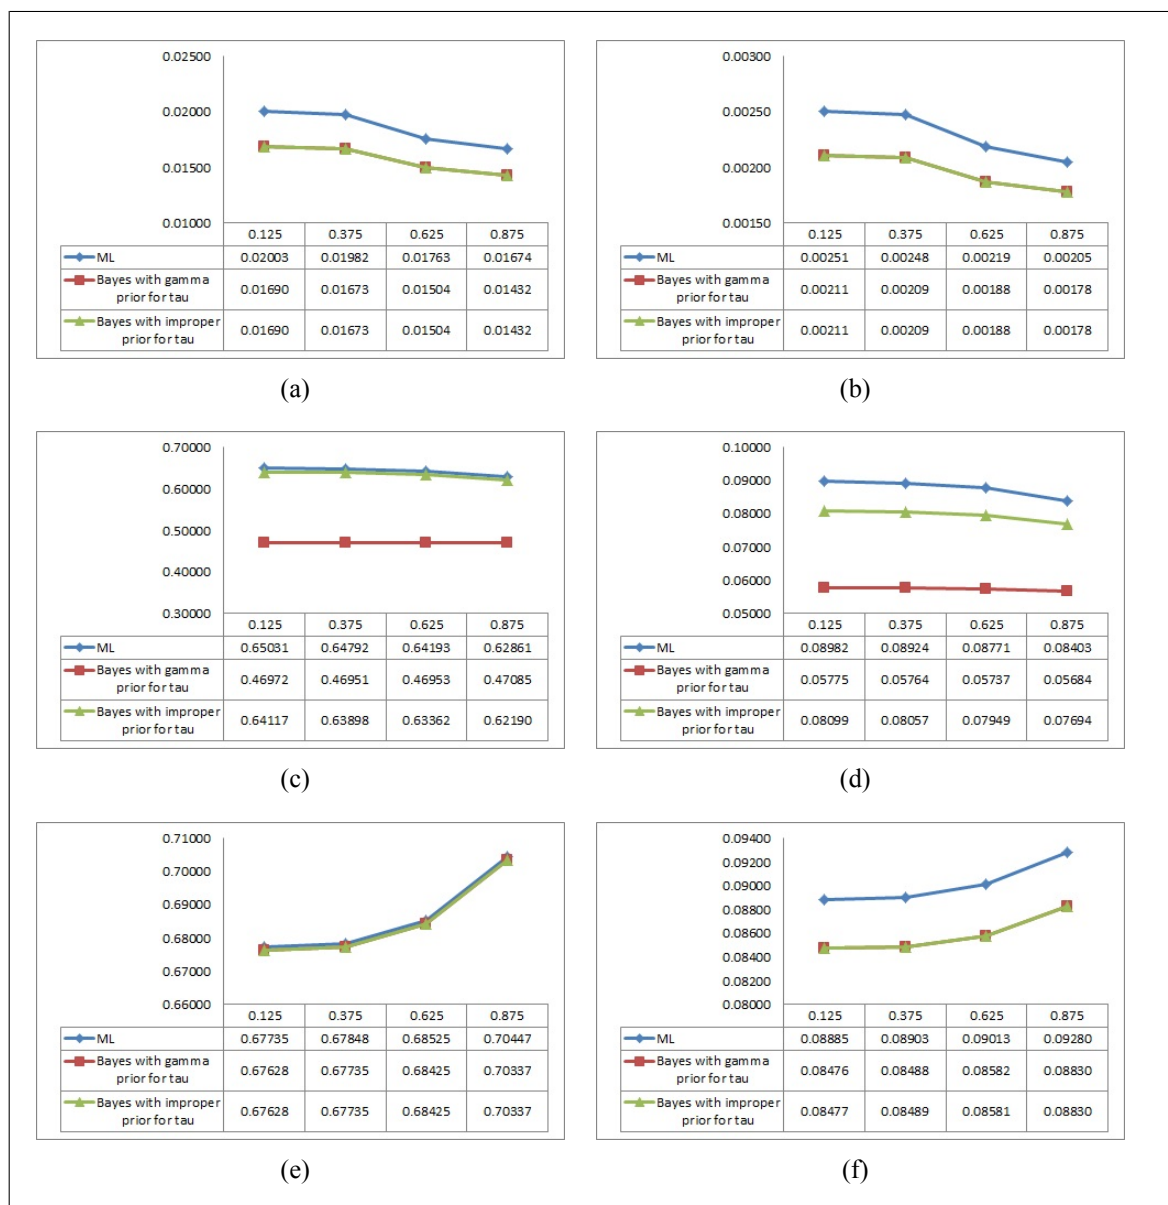 0.02500
0.02000
0.01500
0.01000
0.125 0.375 0.625 0.875
ML 0.02003 0.01982 0.01763 0.01674
Bayes with gamma
prior for tau 0.01690 0.01673 0.01504 0.01432
Bayes with improper
prior for tau 0.01690 0.01673 0.01504 0.01432
(a)
0.00300
0.00250
0.00200
0.00150
0.125 0.375 0.625 0.875
ML 0.00251 0.00248 0.00219 0.00205
Bayes with gamma
prior for tau 0.00211 0.00209 0.00188 0.00178
Bayes with improper
prior for tau 0.00211 0.00209 0.00188 0.00178
(b)
0.70000
0.60000
0.50000
0.40000
0.30000
0.125 0.375 0.625 0.875
ML 0.65031 0.64792 0.64193 0.62861
Bayes with gamma
prior for tau 0.46972 0.46951 0.46953 0.47085
Bayes with improper
prior for tau 0.64117 0.63898 0.63362 0.62190
(c)
0.10000
0.09000
0.08000
0.07000
0.06000
0.05000
0.125 0.375 0.625 0.875
ML 0.08982 0.08924 0.08771 0.08403
Bayes with gamma
prior for tau 0.05775 0.05764 0.05737 0.05684
Bayes with improper
prior for tau 0.08099 0.08057 0.07949 0.07694
(d)
0.71000
0.70000
0.69000
0.68000
0.67000
0.66000
0.125 0.375 0.625 0.875
ML 0.67735 0.67848 0.68525 0.70447
Bayes with gamma
prior for tau 0.67628 0.67735 0.68425 0.70337
Bayes with improper
prior for tau 0.67628 0.67735 0.68425 0.70337
(e)
0.09400
0.09200
0.09000
0.08800
0.08600
0.08400
0.08200
0.08000
0.125 0.375 0.625 0.875
ML 0.08885 0.08903 0.09013 0.09280
Bayes with gamma
prior for tau 0.08476 0.08488 0.08582 0.08830
Bayes with improper
prior for tau 0.08477 0.08489 0.08581 0.08830
(f)